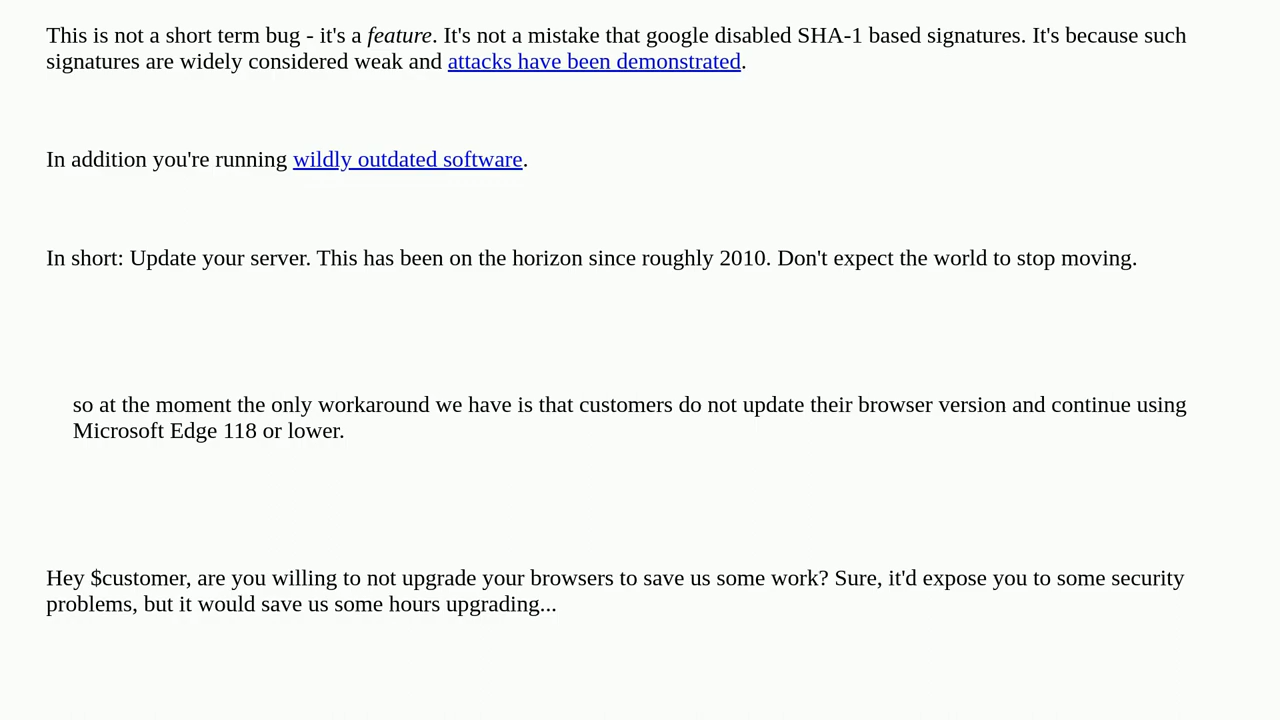 This is not a short term bug - it's a feature. It's not a mistake that google disabled SHA-1 based signatures. It's because such
signatures are widely considered weak and attacks have been demonstrated.
In addition you're running wildly outdated software.
In short: Update your server. This has been on the horizon since roughly 2010. Don't expect the world to stop moving.
so at the moment the only workaround we have is that customers do not update their browser version and continue using
Microsoft Edge 118 or lower.
Hey $customer, are you willing to not upgrade your browsers to save us some work? Sure, it'd expose you to some security
problems, but it would save us some hours upgrading...